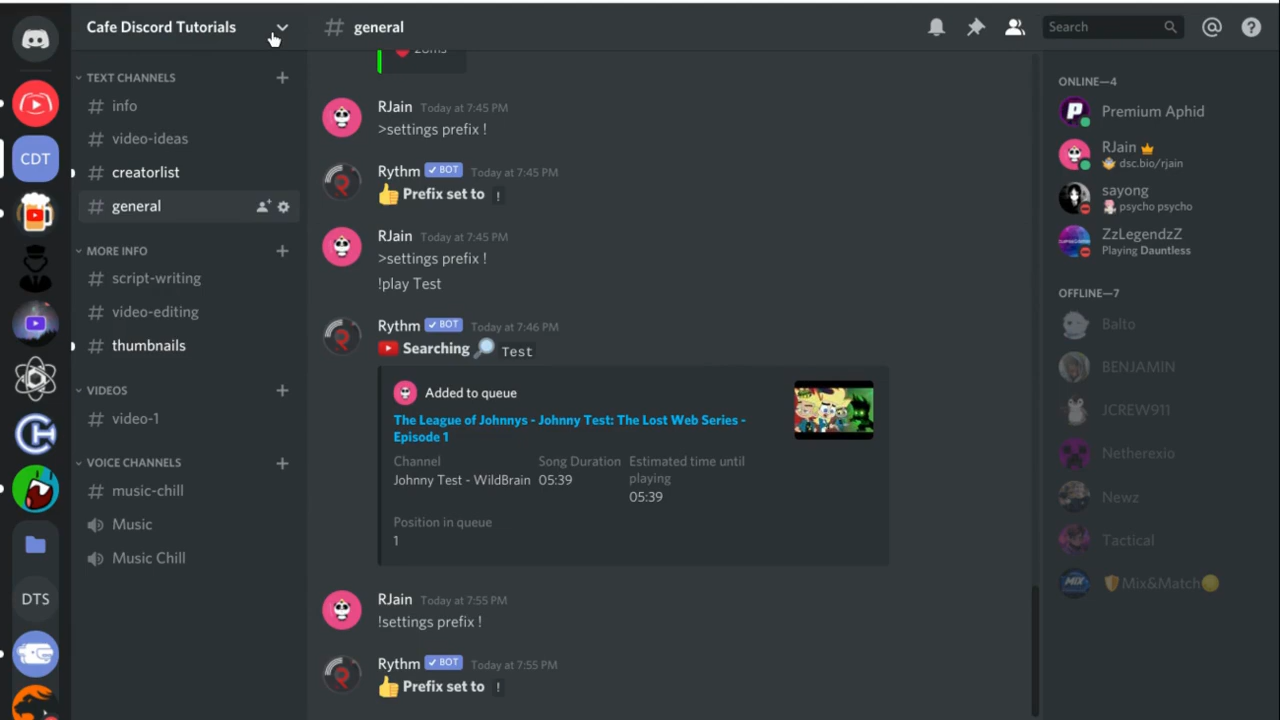 Cafe Discord Tutorials
# general
Search
TEXT CHANNELS
# info
# video-ideas
# creatorlist
# general
MORE INFO
# script-writing
# video-editing
# thumbnails
VIDEOS
# video-1
VOICE CHANNELS
# music-chill
Music
Music Chill
CDT
DTS
RJain Today at 7:45 PM
>settings prefix !
Rythm BOT Today at 7:45 PM
Prefix set to !
RJain Today at 7:45 PM
>settings prefix !
!play Test
Rythm BOT Today at 7:46 PM
Searching Test
Added to queue
The League of Johnnys - Johnny Test: The Lost Web Series -
Episode 1
Channel Song Duration Estimated time until
playing
Johnny Test - WildBrain 05:39
05:39
Position in queue
1
RJain Today at 7:55 PM
!settings prefix !
Rythm BOT Today at 7:55 PM
Prefix set to !
ONLINE—4
Premium Aphid
RJain
dsc.bio/rjain
sayong
psycho psycho
ZzLegendzZ
Playing Dauntless
OFFLINE—7
Balto
BENJAMIN
JCREW911
Netherexio
Newz
Tactical
Mix&Match